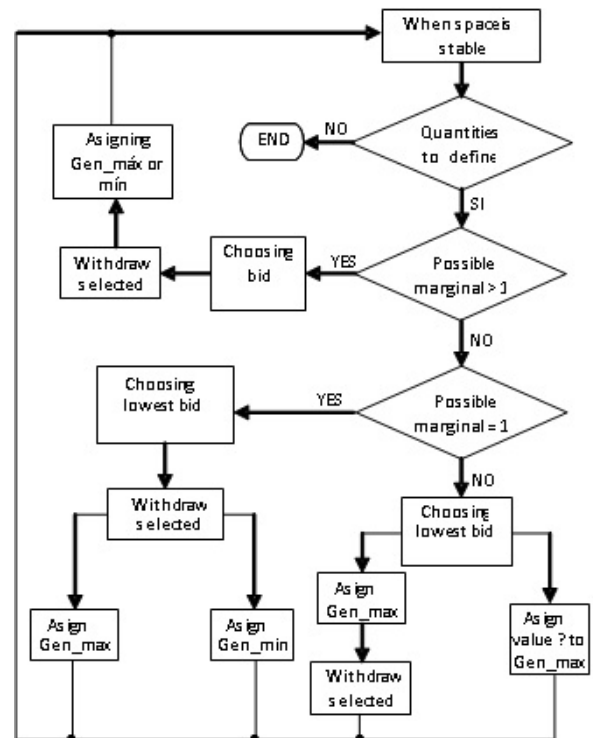 When spaceis
stable
Quantities
to define
NO
END
SI
Asigning
Gen_máx or
mín
Possible
marginal > 1
YES
Choosing
bid
Withdraw
selected
NO
Possible
marginal = 1
YES
Choosing
lowest bid
NO
Withdraw
selected
Choosing
lowest bid
Asign
Gen_max
Asign
Gen_min
Asign
Gen_max
Asign
value ? to
Gen_max
Withdraw
selected